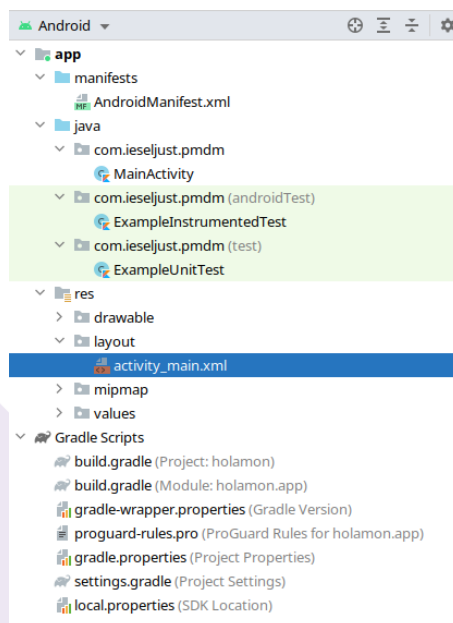 Android
app
manifests
MF AndroidManifest.xml
java
com.ieseljust.pmdm
MainActivity
com.ieseljust.pmdm (androidTest)
ExampleInstrumentedTest
com.ieseljust.pmdm (test)
ExampleUnitTest
res
drawable
layout
activity_main.xml
mipmap
values
Gradle Scripts
build.gradle (Project: holamon)
build.gradle (Module: holamon.app)
gradle-wrapper.properties (Gradle Version)
proguard-rules.pro (ProGuard Rules for holamon.app)
gradle.properties (Project Properties)
settings.gradle (Project Settings)
local.properties (SDK Location)